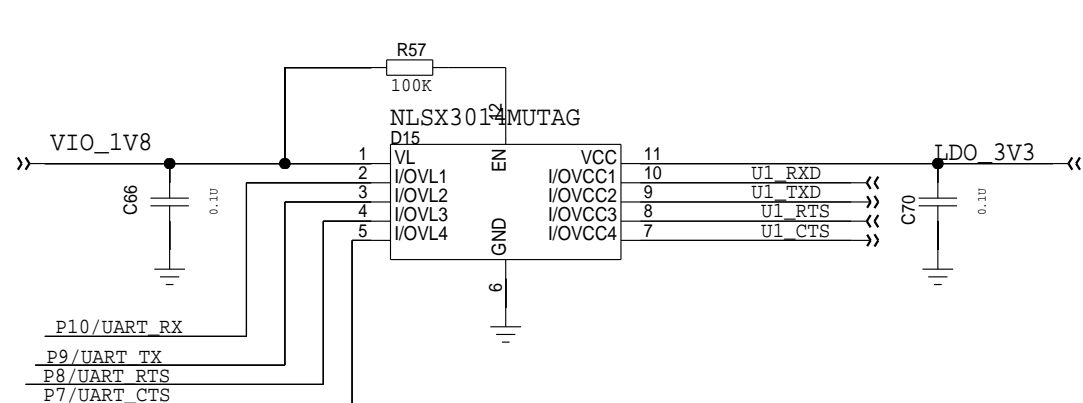 R57
100K
12
NLSX3014MUTAG
D15
VIO_1V8
1 VL EN VCC 11 LDO_3V3
2 I/OVL1 I/OVCC1 10 U1_RXD
3 I/OVL2 I/OVCC2 9 U1_TXD
4 I/OVL3 I/OVCC3 8 U1_RTS
5 I/OVL4 GND I/OVCC4 7 U1_CTS
C66 0.1U
C70 0.1U
6
P10/UART_RX
P9/UART_TX
P8/UART_RTS
P7/UART_CTS